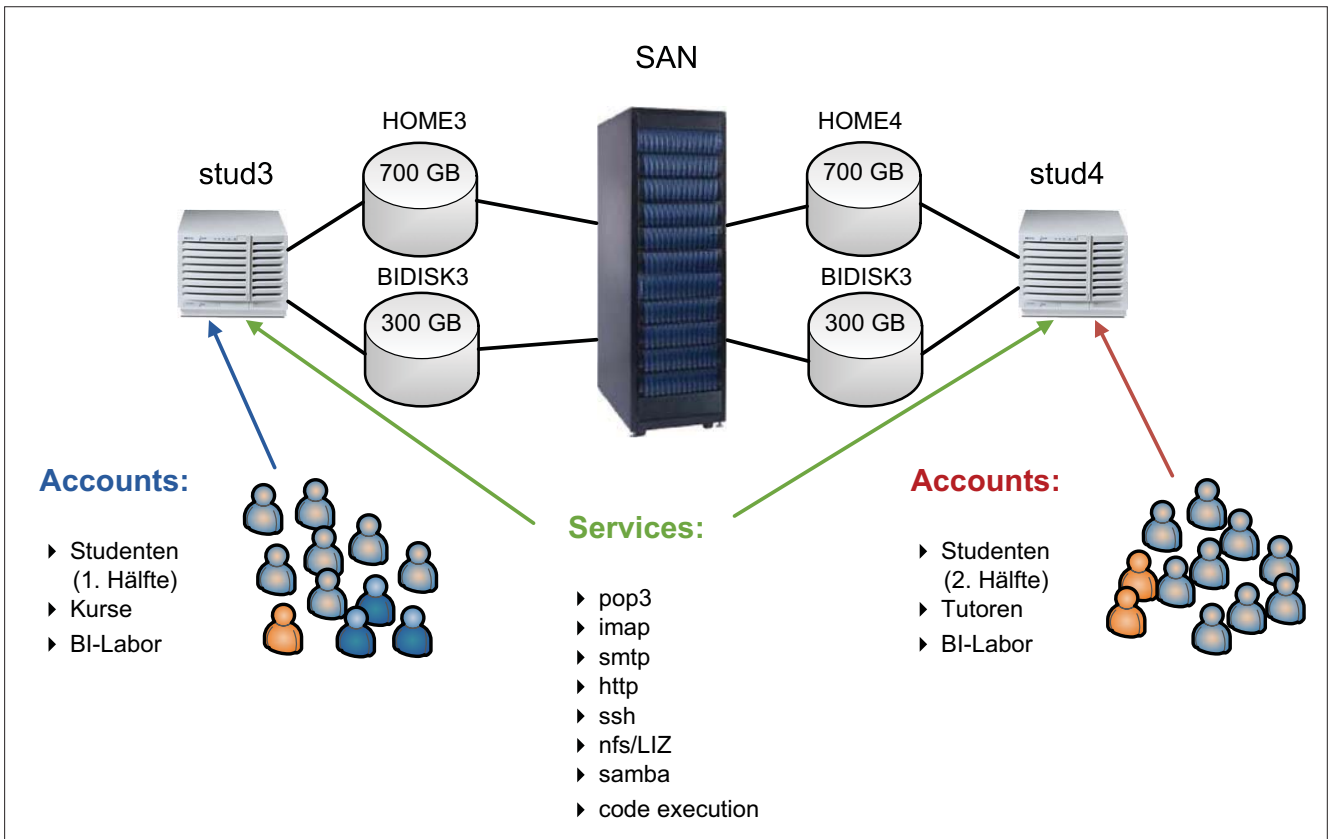 SAN
HOME3
HOME4
stud3
700 GB
700 GB
stud4
BIDISK3
BIDISK3
300 GB
300 GB
Accounts:
▸ Studenten
(1. Hälfte)
▸ Kurse
▸ BI-Labor
Services:
▸ pop3
▸ imap
▸ smtp
▸ http
▸ ssh
▸ nfs/LIZ
▸ samba
▸ code execution
Accounts:
▸ Studenten
(2. Hälfte)
▸ Tutoren
▸ BI-Labor